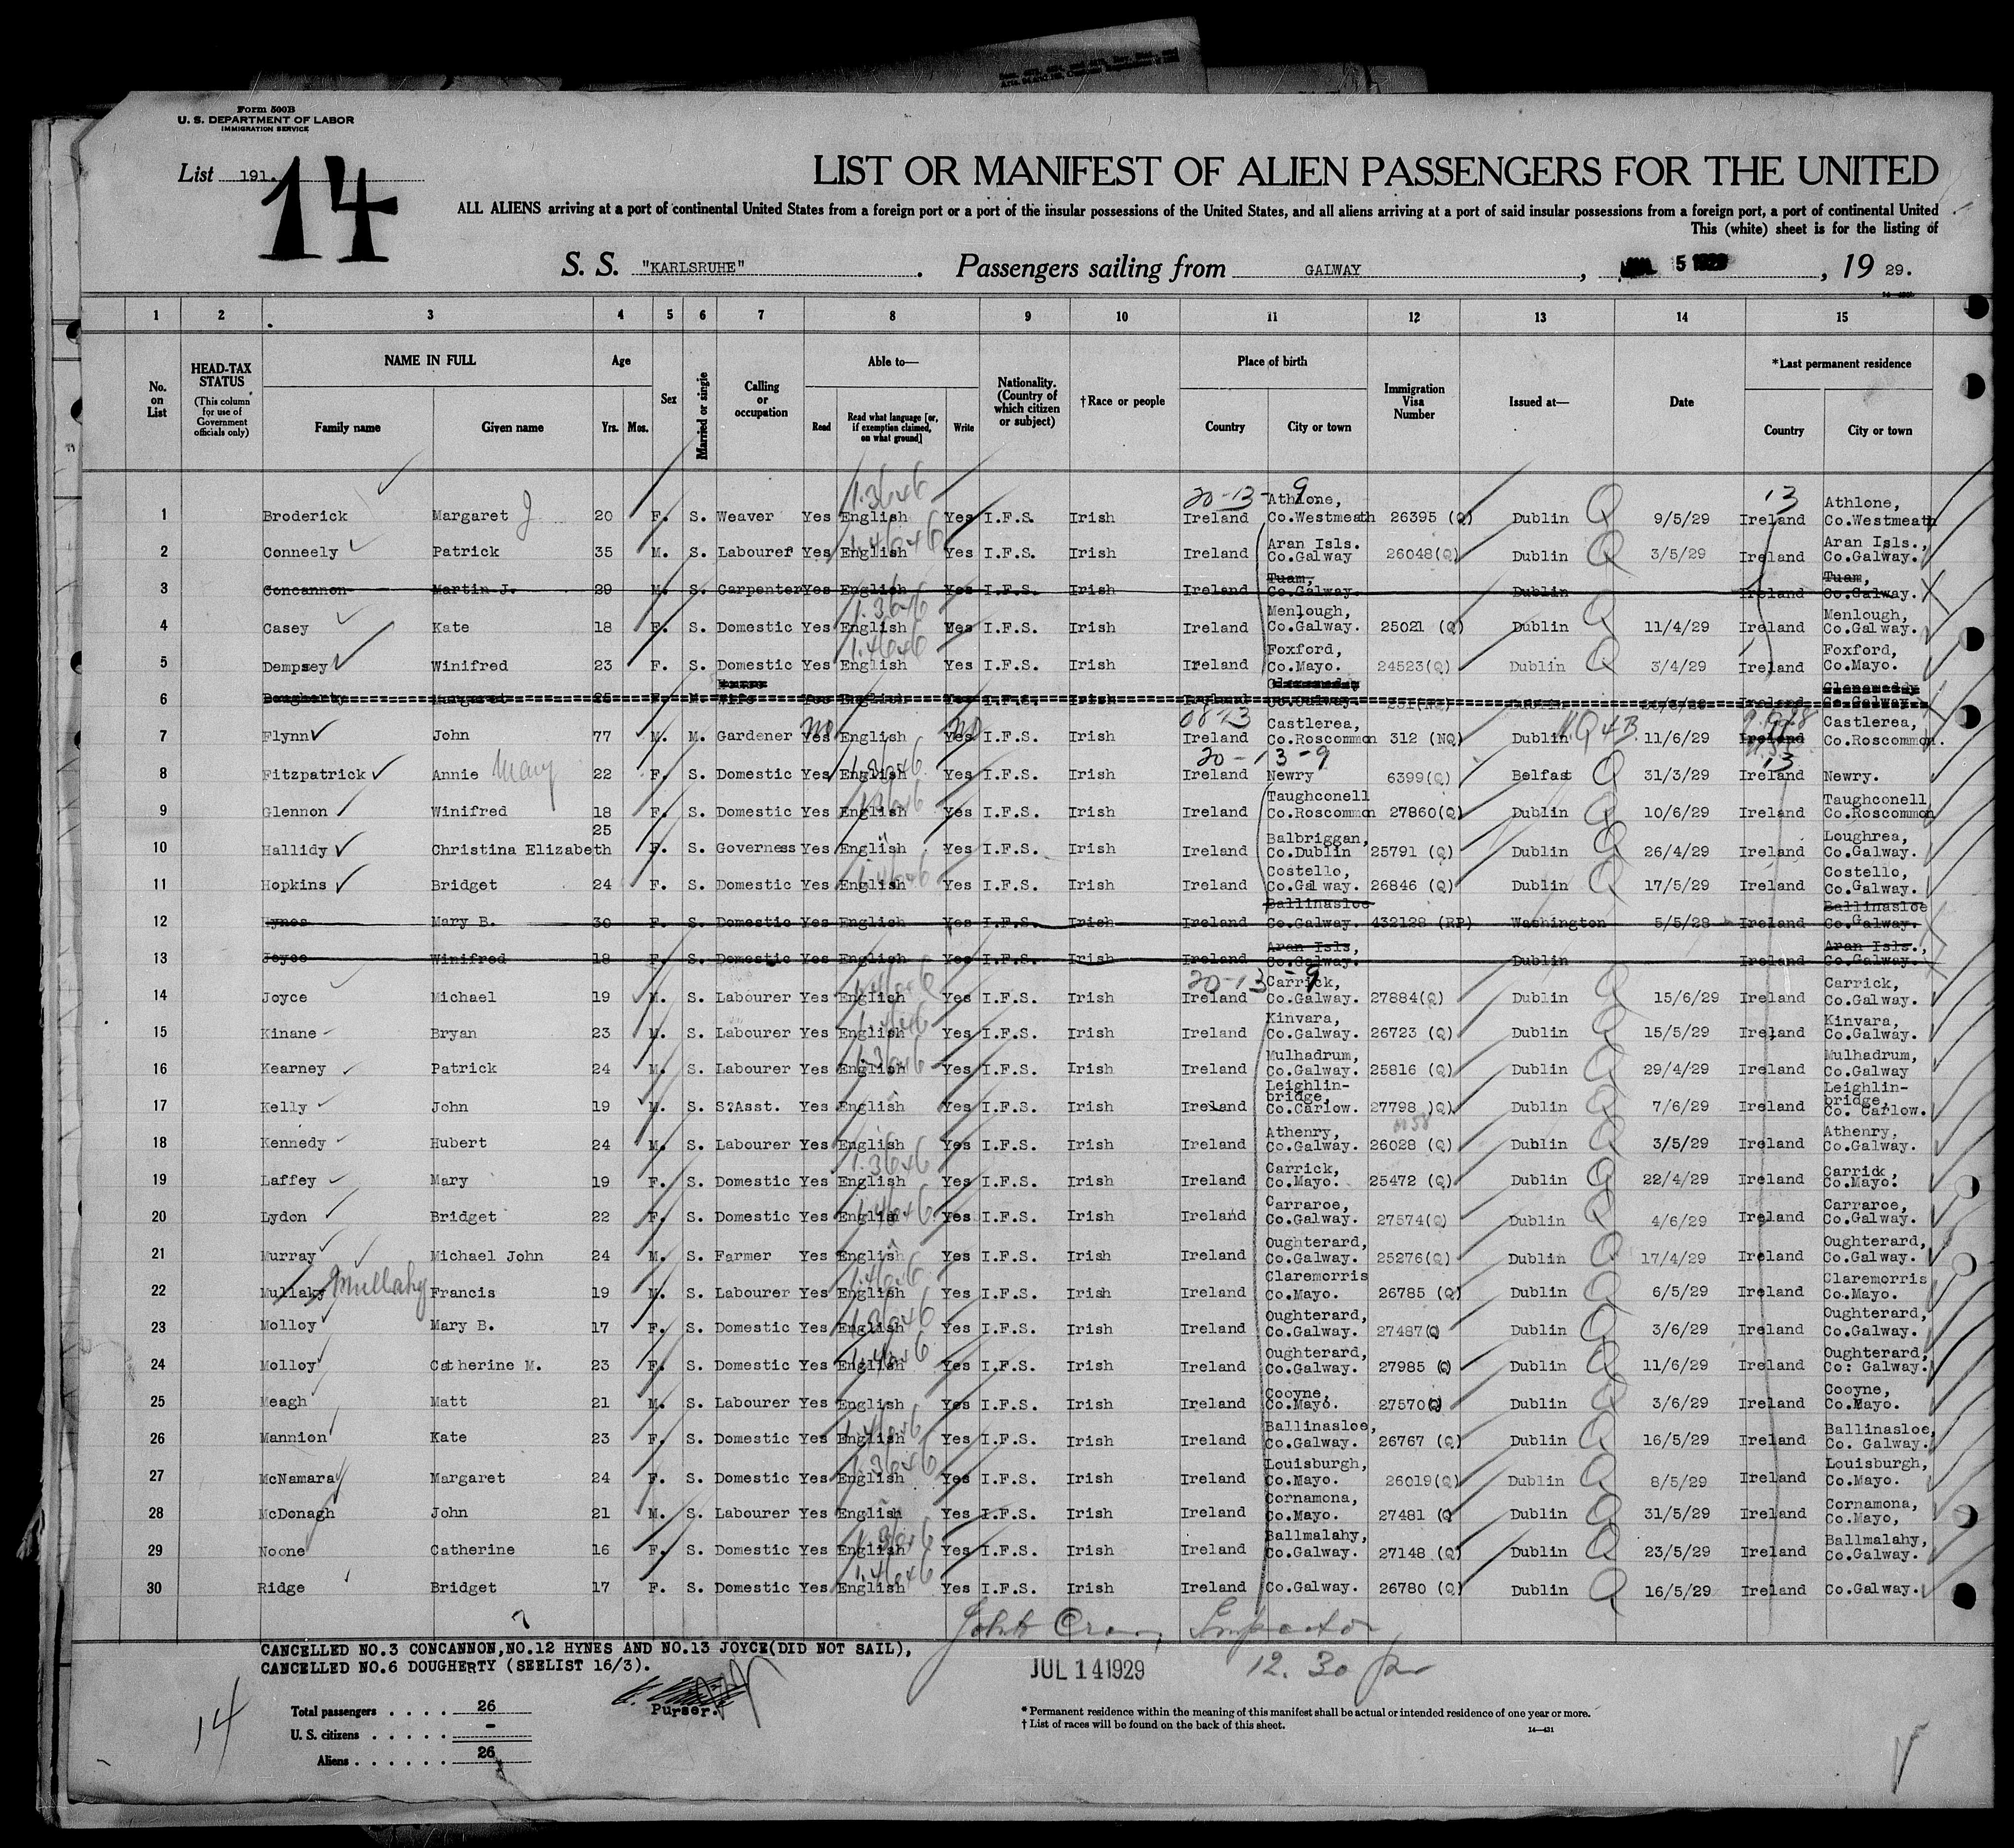 Form 500B
U. S. DEPARTMENT OF LABOR
IMMIGRATION SERVICE
List 191.
14
LIST OR MANIFEST OF ALIEN PASSENGERS FOR THE UNITED
ALL ALIENS arriving at a port of continental United States from a foreign port or a port of the insular possessions of the United States, and all aliens arriving at a port of said insular possessions from a foreign port, a port of continental United
This (white) sheet is for the listing of
S. S. "KARLSRUHE". Passengers sailing from GALWAY, 5 1929, 19 29.
1 2 3 4 5 6 7 8 9 10 11 12 13 14 15
No. on List
HEAD-TAX STATUS (This column for use of Government officials only)
NAME IN FULL Family name Given name
Age Yrs. Mos.
Sex
Married or single
Calling or occupation
Able to— Read Read what language [or, if exemption claimed, on what ground] Write
Nationality. (Country of which citizen or subject)
†Race or people
Place of birth Country City or town
Immigration Visa Number
Issued at—
Date
*Last permanent residence Country City or town
1 Broderick Margaret J 20 F. S. Weaver Yes English Yes I.F.S. Irish Ireland Athlone, Co.Westmeath 26395 (Q) Dublin Q 9/5/29 Ireland Athlone, Co.Westmeath
2 Conneely Patrick 35 M. S. Labourer Yes English Yes I.F.S. Irish Ireland Aran Isls. Co.Galway 26048(Q) Dublin Q 3/5/29 Ireland Aran Isls., Co.Galway.
3 Concannon Martin J. 29 M. S. Carpenter Yes English Yes I.F.S. Irish Ireland Tuam, Co.Galway. Dublin Ireland Tuam, Co.Galway.
4 Casey Kate 18 F. S. Domestic Yes English Yes I.F.S. Irish Ireland Menlough, Co.Galway. 25021 (Q) Dublin Q 11/4/29 Ireland Menlough, Co.Galway.
5 Dempsey Winifred 23 F. S. Domestic Yes English Yes I.F.S. Irish Ireland Foxford, Co.Mayo. 24523(Q) Dublin Q 3/4/29 Ireland Foxford, Co.Mayo.
6 Dougherty Margaret 25 F. M. Wife Yes English Yes I.F.S. Irish Ireland Co.Galway Ireland Co.Galway
7 Flynn John 77 M. M. Gardener Yes no English Yes no I.F.S. Irish Ireland Castlerea, Co.Roscommon 312 (NQ) Dublin 11/6/29 Ireland Castlerea, Co.Roscommon.
8 Fitzpatrick Annie Mary 22 F. S. Domestic Yes English Yes I.F.S. Irish Ireland Newry 6399(Q) Belfast Q 31/3/29 Ireland Newry.
9 Glennon Winifred 18 F. S. Domestic Yes English Yes I.F.S. Irish Ireland Taughconell Co.Roscommon 27860(Q) Dublin Q 10/6/29 Ireland Taughconell, Co.Roscommon
10 Hallidy Christina Elizabeth 25 F. S. Governess Yes English Yes I.F.S. Irish Ireland Balbriggan, Co.Dublin 25791 (Q) Dublin Q 26/4/29 Ireland Loughrea, Co.Galway.
11 Hopkins Bridget 24 F. S. Domestic Yes English Yes I.F.S. Irish Ireland Costello, Co.Galway. 26846 (Q) Dublin Q 17/5/29 Ireland Costello, Co.Galway.
12 Hynes Mary B. 30 F. S. Domestic Yes English Yes I.F.S. Irish Ireland Ballinasloe Co.Galway. 432128 (RP) Washington 5/5/28 Ireland Ballinasloe Co.Galway.
13 Joyce Winifred 18 F. S. Domestic Yes English Yes I.F.S. Irish Ireland Aran Isls, Co.Galway. Dublin Ireland Aran Isls., Co.Galway.
14 Joyce Michael 19 M. S. Labourer Yes English Yes I.F.S. Irish Ireland Carrick, Co.Galway. 27884(Q) Dublin Q 15/6/29 Ireland Carrick, Co.Galway.
15 Kinane Bryan 23 M. S. Labourer Yes English Yes I.F.S. Irish Ireland Kinvara, Co.Galway. 26723 (Q) Dublin Q 15/5/29 Ireland Kinvara, Co.Galway.
16 Kearney Patrick 24 M. S. Labourer Yes English Yes I.F.S. Irish Ireland Mulhadrum, Co.Galway. 25816 (Q) Dublin Q 29/4/29 Ireland Mulhadrum, Co.Galway
17 Kelly John 19 M. S. S?Asst. Yes English Yes I.F.S. Irish Ireland Leighlin-bridge, Co.Carlow. 27798 )Q) Dublin Q 7/6/29 Ireland Leighlin-bridge, Co. Carlow.
18 Kennedy Hubert 24 M. S. Labourer Yes English Yes I.F.S. Irish Ireland Athenry, Co.Galway. 26028 (Q) Dublin Q 3/5/29 Ireland Athenry, Co.Galway.
19 Laffey Mary 19 F. S. Domestic Yes English Yes I.F.S. Irish Ireland Carrick, Co.Mayo. 25472 (Q) Dublin Q 22/4/29 Ireland Carrick, Co.Mayo.
20 Lydon Bridget 22 F. S. Domestic Yes English Yes I.F.S. Irish Ireland Carraroe, Co.Galway. 27574(Q) Dublin Q 4/6/29 Ireland Carraroe, Co.Galway.
21 Murray Michael John 24 M. S. Farmer Yes English Yes I.F.S. Irish Ireland Oughterard, Co.Galway. 25276(Q) Dublin Q 17/4/29 Ireland Oughterard, Co.Galway.
22 Mullaky Mullahy Francis 19 M. S. Labourer Yes English Yes I.F.S. Irish Ireland Claremorris Co.Mayo. 26785 (Q) Dublin Q 6/5/29 Ireland Claremorris Co.Mayo.
23 Molloy Mary B. 17 F. S. Domestic Yes English Yes I.F.S. Irish Ireland Oughterard, Co.Galway. 27487(Q) Dublin Q 3/6/29 Ireland Oughterard, Co.Galway.
24 Molloy Catherine M. 23 F. S. Domestic Yes English Yes I.F.S. Irish Ireland Oughterard, Co.Galway. 27985 (Q) Dublin Q 11/6/29 Ireland Oughterard, Co: Galway.
25 Meagh Matt 21 M. S. Labourer Yes English Yes I.F.S. Irish Ireland Cooyne, Co.Mayo. 27570(Q) Dublin Q 3/6/29 Ireland Cooyne, Co.Mayo.
26 Mannion Kate 23 F. S. Domestic Yes English Yes I.F.S. Irish Ireland Ballinasloe, Co.Galway. 26767 (Q) Dublin Q 16/5/29 Ireland Ballinasloe, Co. Galway.
27 McNamara Margaret 24 F. S. Domestic Yes English Yes I.F.S. Irish Ireland Louisburgh, Co.Mayo. 26019(Q) Dublin Q 8/5/29 Ireland Louisburgh, Co.Mayo.
28 McDonagh John 21 M. S. Labourer Yes English Yes I.F.S. Irish Ireland Cornamona, Co.Mayo. 27481 (Q Dublin Q 31/5/29 Ireland Cornamona, Co.Mayo,
29 Noone Catherine 16 F. S. Domestic Yes English Yes I.F.S. Irish Ireland Ballmalahy, Co.Galway. 27148 (Q) Dublin Q 23/5/29 Ireland Ballmalahy, Co.Galway.
30 Ridge Bridget 17 F. S. Domestic Yes English Yes I.F.S. Irish Ireland Co.Galway. 26780 (Q) Dublin Q 16/5/29 Ireland Co.Galway.
John Inspector
CANCELLED NO.3 CONCANNON,NO.12 HYNES AND NO.13 JOYCE(DID NOT SAIL),
CANCELLED NO.6 DOUGHERTY (SEELIST 16/3).
JUL 14 1929
12. 30
Purser.
14
Total passengers . . . . 26
U. S. citizens . . . . . -
Aliens . . . . . . 26
* Permanent residence within the meaning of this manifest shall be actual or intended residence of one year or more.
† List of races will be found on the back of this sheet.
14—431